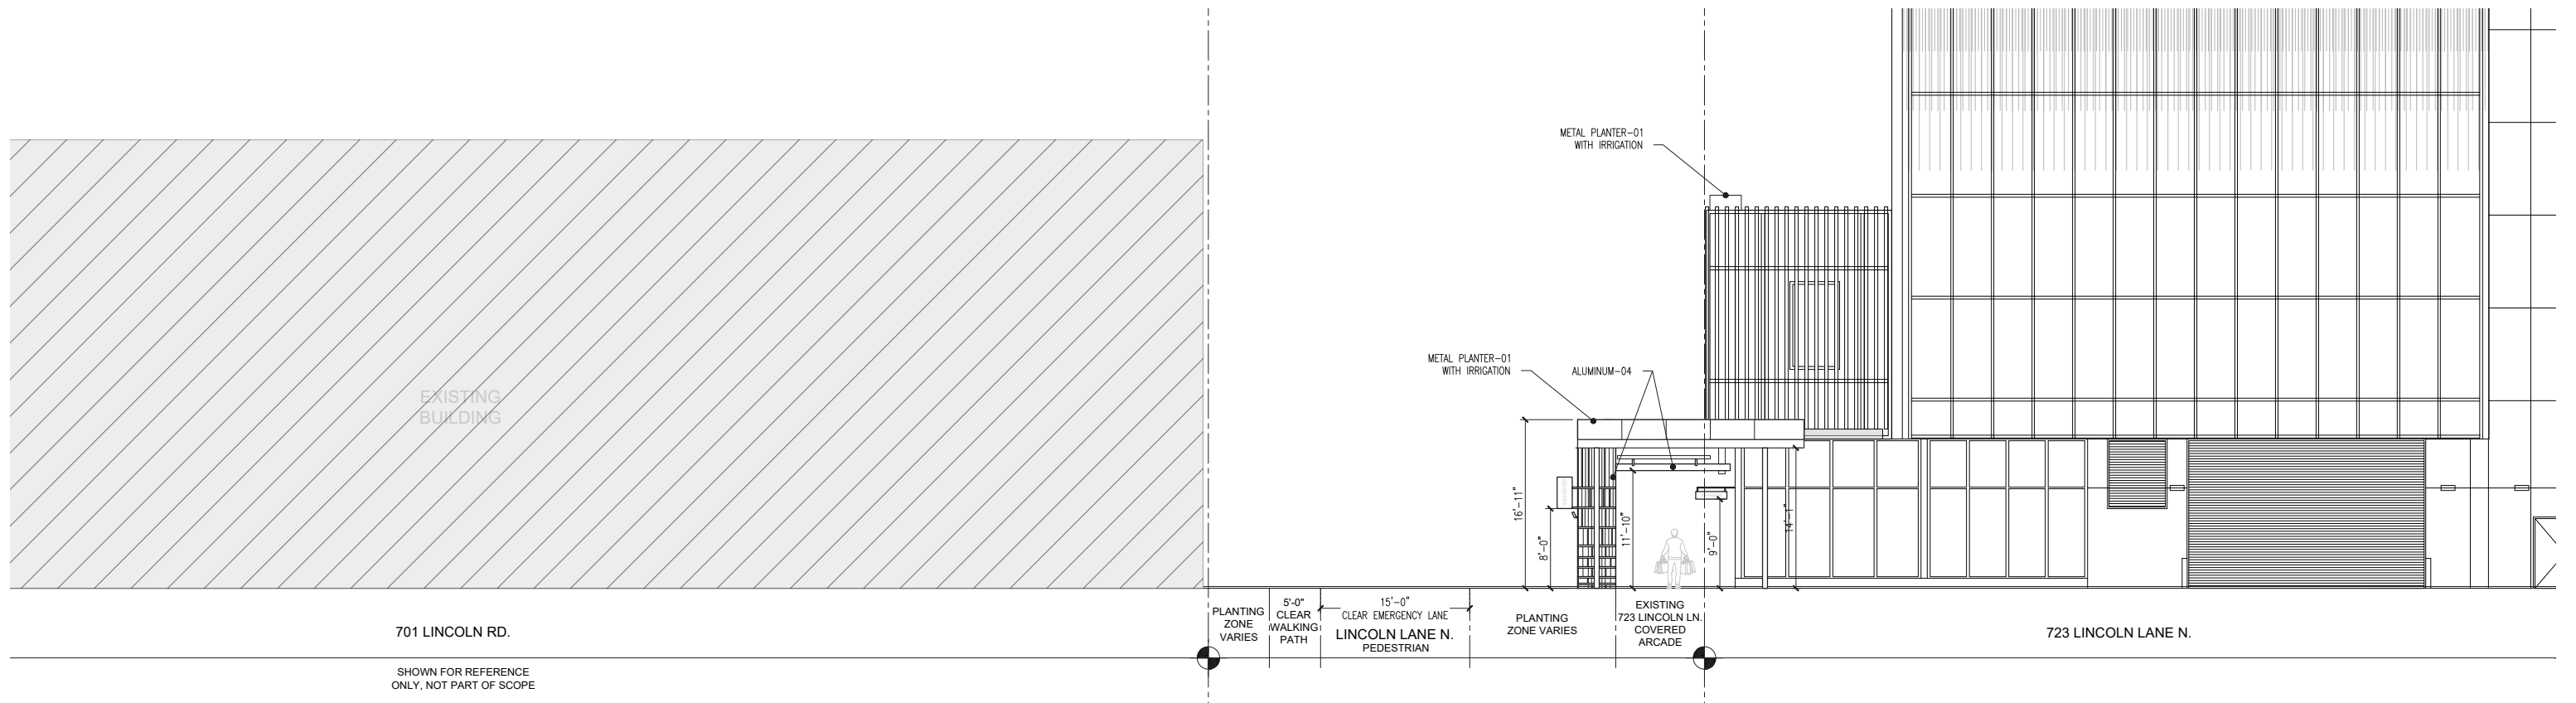 METAL PLANTER-01
WITH IRRIGATION
METAL PLANTER-01
WITH IRRIGATION
ALUMINUM-04
EXISTING
BUILDING
16'-11"
8'-0"
11'-10"
9'-0"
14'-1"
PLANTING
ZONE
VARIES
5'-0"
CLEAR
WALKING
PATH
15'-0"
CLEAR EMERGENCY LANE
LINCOLN LANE N.
PEDESTRIAN
PLANTING
ZONE VARIES
EXISTING
723 LINCOLN LN.
COVERED
ARCADE
701 LINCOLN RD.
723 LINCOLN LANE N.
SHOWN FOR REFERENCE
ONLY, NOT PART OF SCOPE